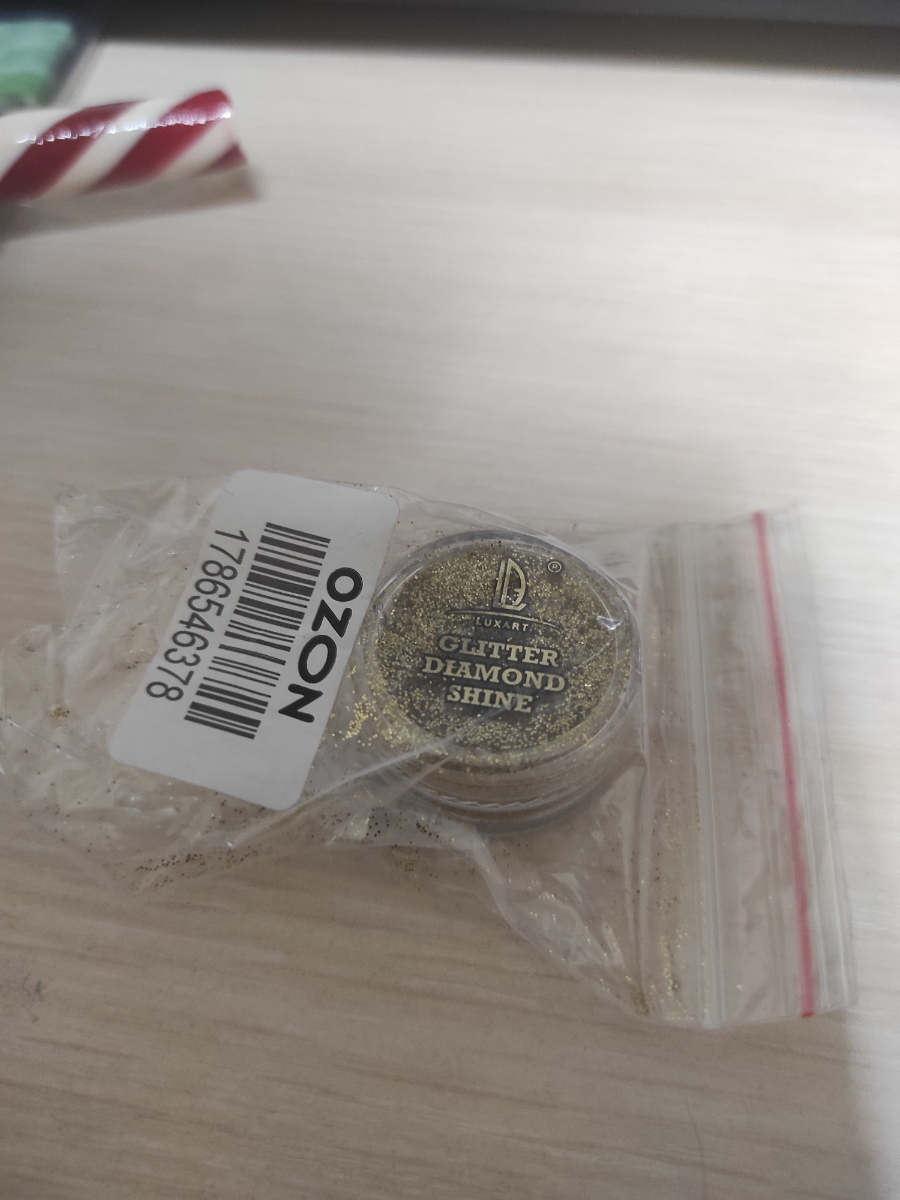 OZON
1786546378
LUXART
®
GLITTER
DIAMOND
SHINE